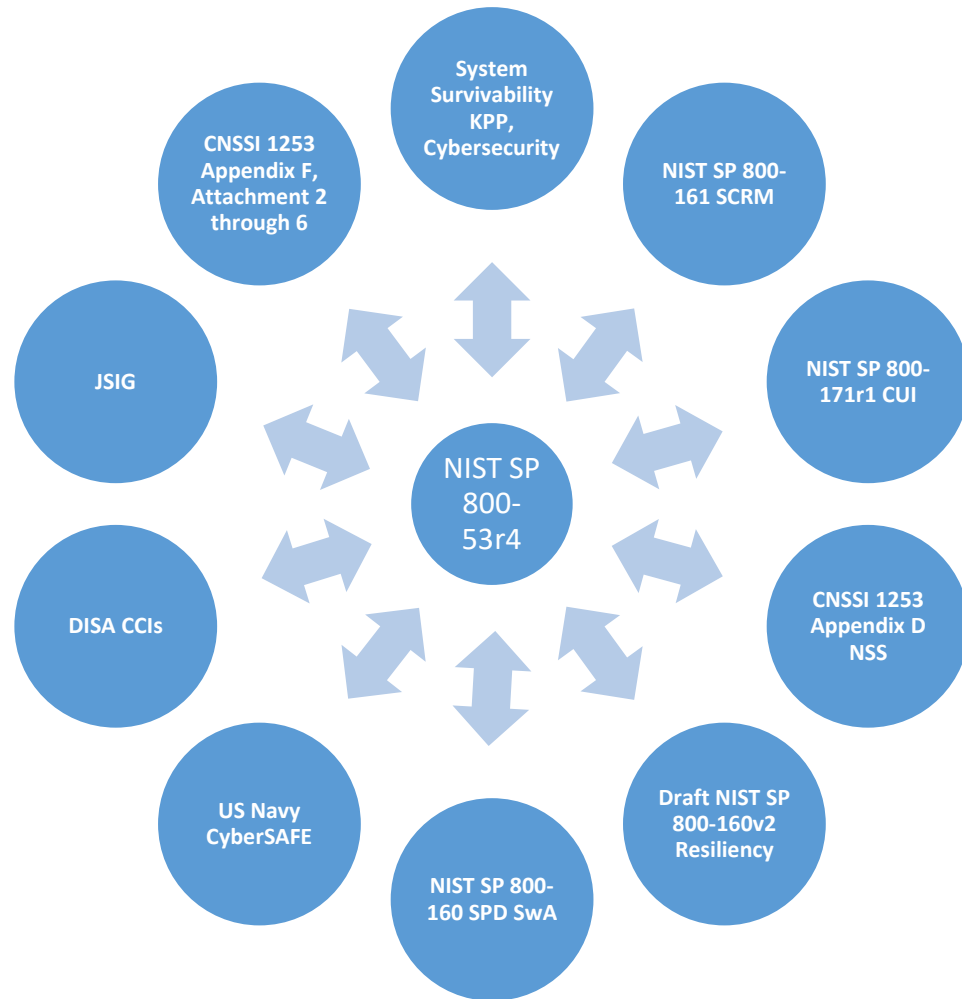 System
Survivability
KPP,
Cybersecurity
NIST SP 800-
161 SCRM
NIST SP 800-
171r1 CUI
CNSSI 1253
Appendix D
NSS
Draft NIST SP
800-160v2
Resiliency
NIST SP 800-
160 SPD SwA
US Navy
CyberSAFE
DISA CCIs
JSIG
CNSSI 1253
Appendix F,
Attachment 2
through 6
NIST SP
800-
53r4